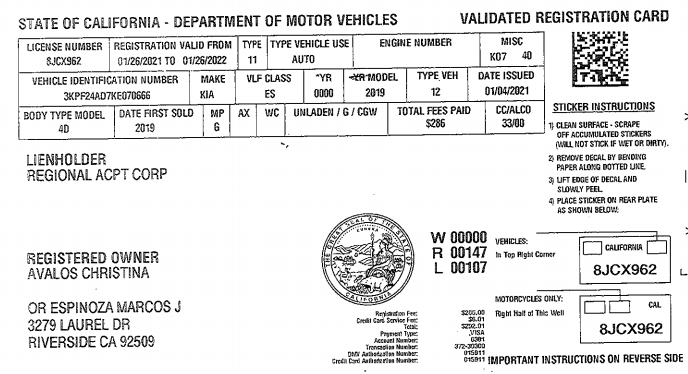 STATE OF CALIFORNIA - DEPARTMENT OF MOTOR VEHICLES VALIDATED REGISTRATION CARD
LICENSE NUMBER REGISTRATION VALID FROM TYPE TYPE VEHICLE USE ENGINE NUMBER MISC
8JCX962 01/26/2021 TO 01/26/2022 11 AUTO K07 40
VEHICLE IDENTIFICATION NUMBER MAKE VLF CLASS *YR YR MODEL TYPE VEH DATE ISSUED
3KPF24AD7KE070666 KIA ES 0000 2019 12 01/04/2021
BODY TYPE MODEL DATE FIRST SOLD MP AX WC UNLADEN / G / CGW TOTAL FEES PAID CC/ALCO
4D 2019 G $286 33/00
STICKER INSTRUCTIONS
1) CLEAN SURFACE - SCRAPE
OFF ACCUMULATED STICKERS
(WILL NOT STICK IF WET OR DIRTY).
2) REMOVE DECAL BY BENDING
PAPER ALONG DOTTED LINE.
3) LIFT EDGE OF DECAL AND
SLOWLY PEEL.
4) PLACE STICKER ON REAR PLATE
AS SHOWN BELOW:
LIENHOLDER
REGIONAL ACPT CORP
REGISTERED OWNER
AVALOS CHRISTINA
OR ESPINOZA MARCOS J
3279 LAUREL DR
RIVERSIDE CA 92509
THE GREAT SEAL OF THE STATE OF CALIFORNIA
EUREKA
W 00000
R 00147
L 00107
VEHICLES:
In Top Right Corner
CALIFORNIA
8JCX962
MOTORCYCLES ONLY:
Right Half of This Well
CAL
8JCX962
Registration Fee:
Credit Card Service Fee: $6.01
Total: $292.01
Payment Type: VISA
Account Number:
Transaction Number:
DMV Authorization Number: 015911
Credit Card Authorization Number: 015911
IMPORTANT INSTRUCTIONS ON REVERSE SIDE